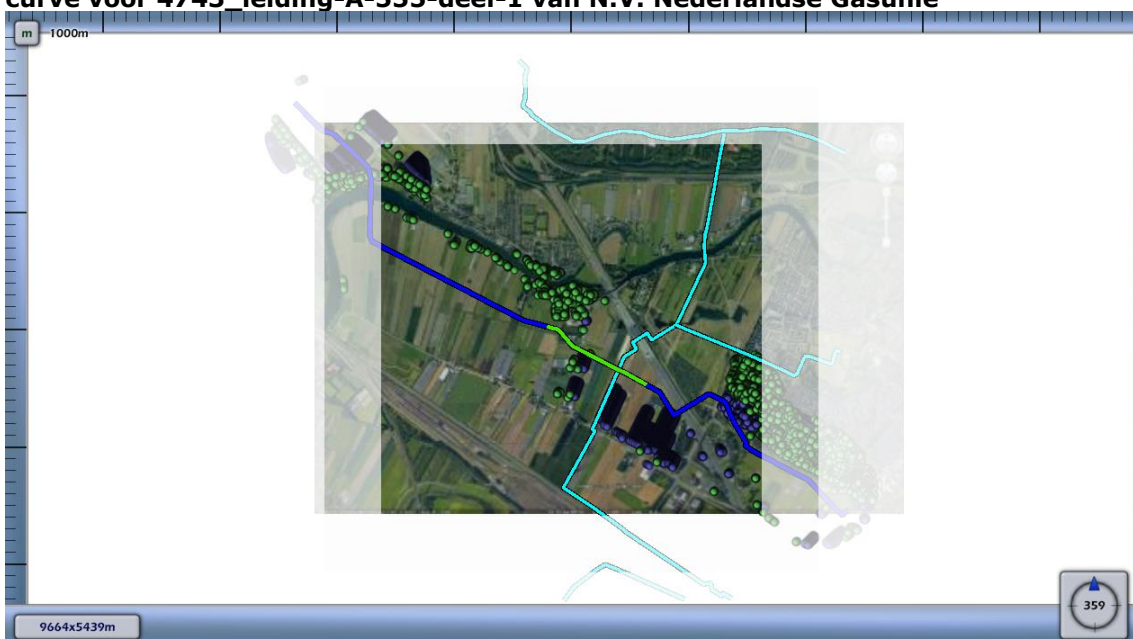 curve voor 4743_leiding-A-555-deel-1 van N.V. Nederlandse Gasunie
m 1000m
359
9664x5439m